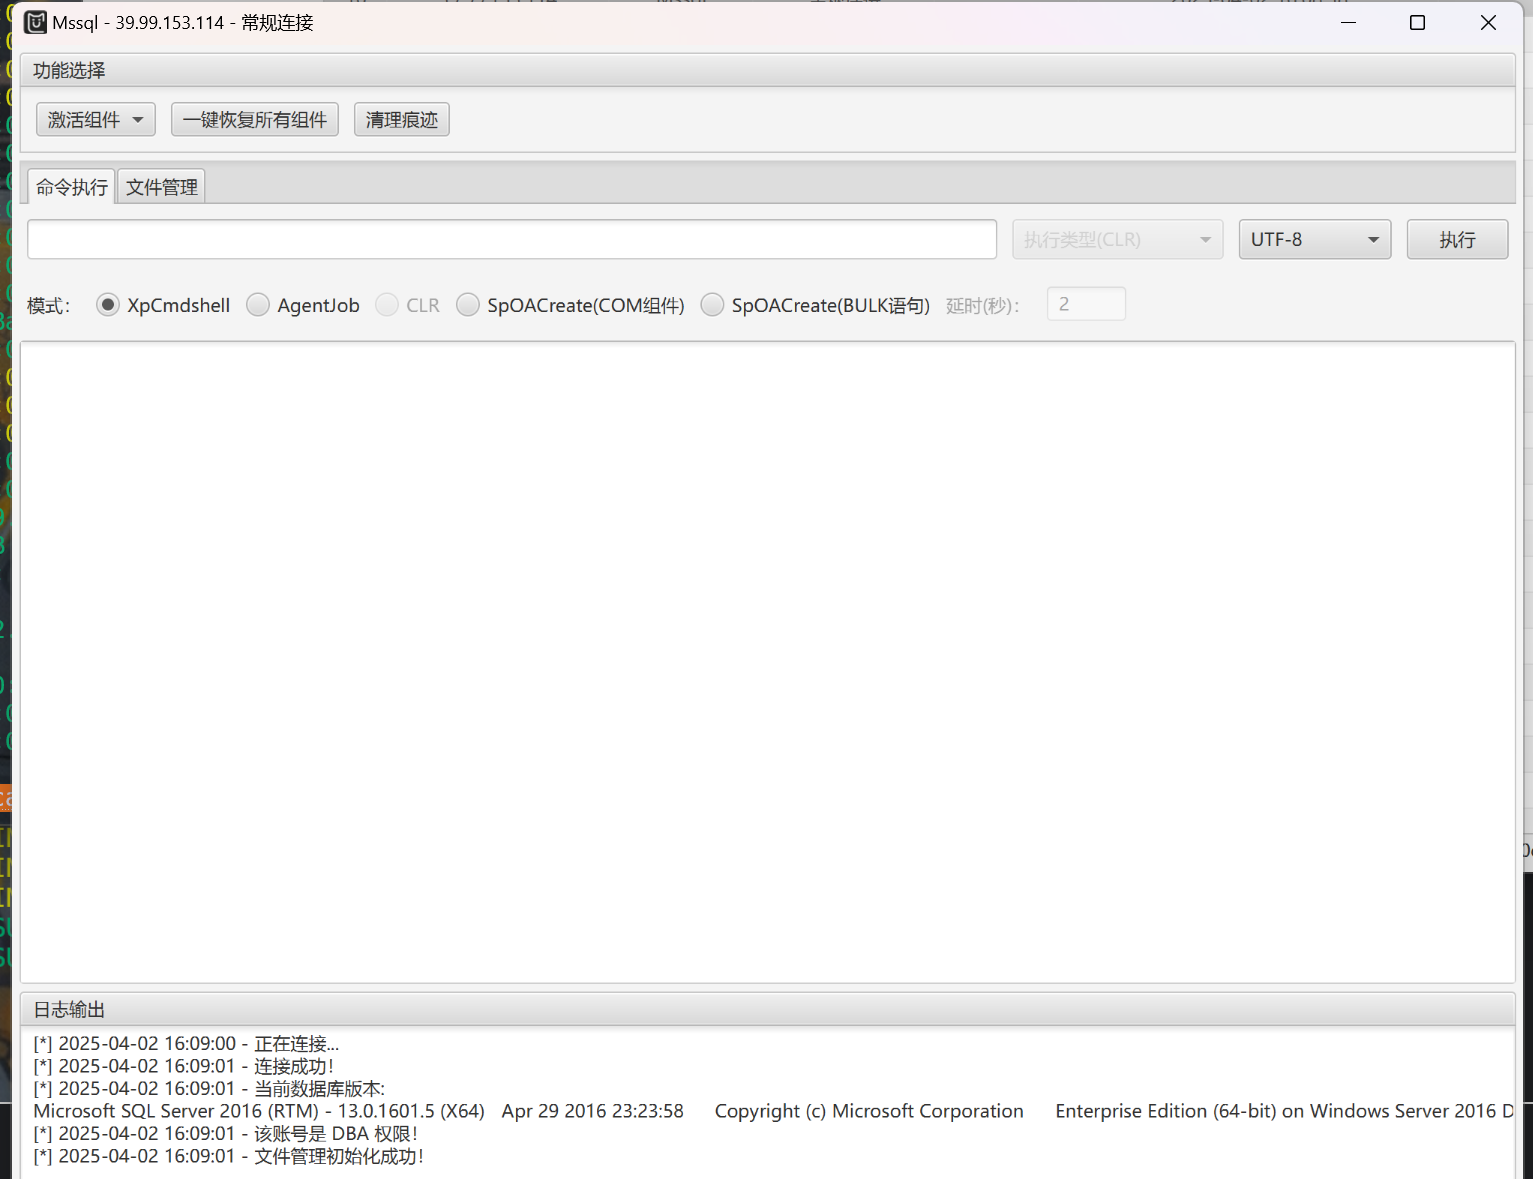 Mssql - 39.99.153.114 - 常规连接
功能选择
激活组件 一键恢复所有组件 清理痕迹
命令执行 文件管理
执行类型(CLR) UTF-8 执行
模式： XpCmdshell AgentJob CLR SpOACreate(COM组件) SpOACreate(BULK语句) 延时(秒)： 2
日志输出
[*] 2025-04-02 16:09:00 - 正在连接...
[*] 2025-04-02 16:09:01 - 连接成功！
[*] 2025-04-02 16:09:01 - 当前数据库版本:
Microsoft SQL Server 2016 (RTM) - 13.0.1601.5 (X64) Apr 29 2016 23:23:58 Copyright (c) Microsoft Corporation Enterprise Edition (64-bit) on Windows Server 2016 D
[*] 2025-04-02 16:09:01 - 该账号是 DBA 权限！
[*] 2025-04-02 16:09:01 - 文件管理初始化成功！